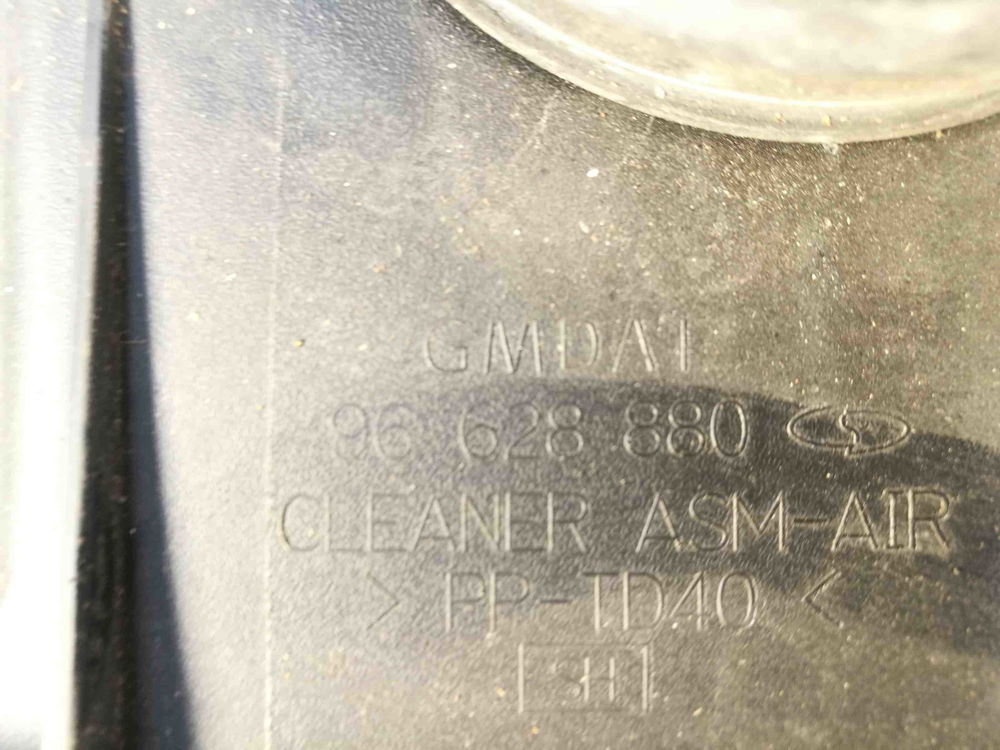 GMDAT
96 628 880
CLEANER ASM-AIR
> PP-TD40 <